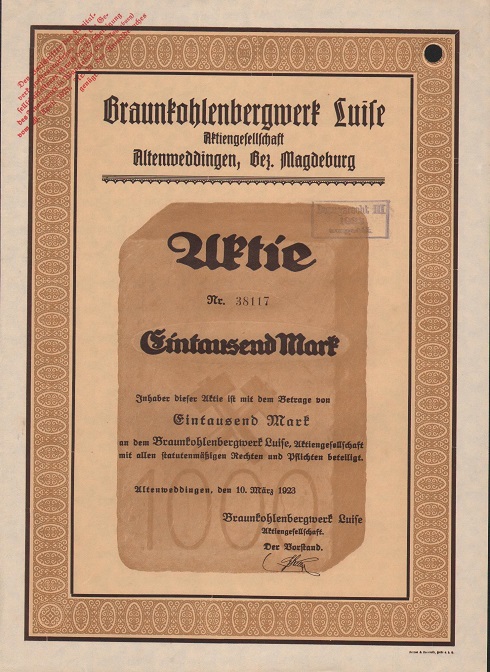 Braunkohlenbergwerk Luise
Aktiengesellschaft
Altenweddingen, Bez. Magdeburg
Aktie
Nr. 38117
Eintausend Mark
Inhaber dieser Aktie ist mit dem Betrage von
Eintausend Mark
an dem Braunkohlenbergwerk Luise, Aktiengesellschaft
mit allen statutenmäßigen Rechten und Pflichten beteiligt.
Altenweddingen, den 10. März 1923
Braunkohlenbergwerk Luise
Aktiengesellschaft.
Der Vorstand.
1000